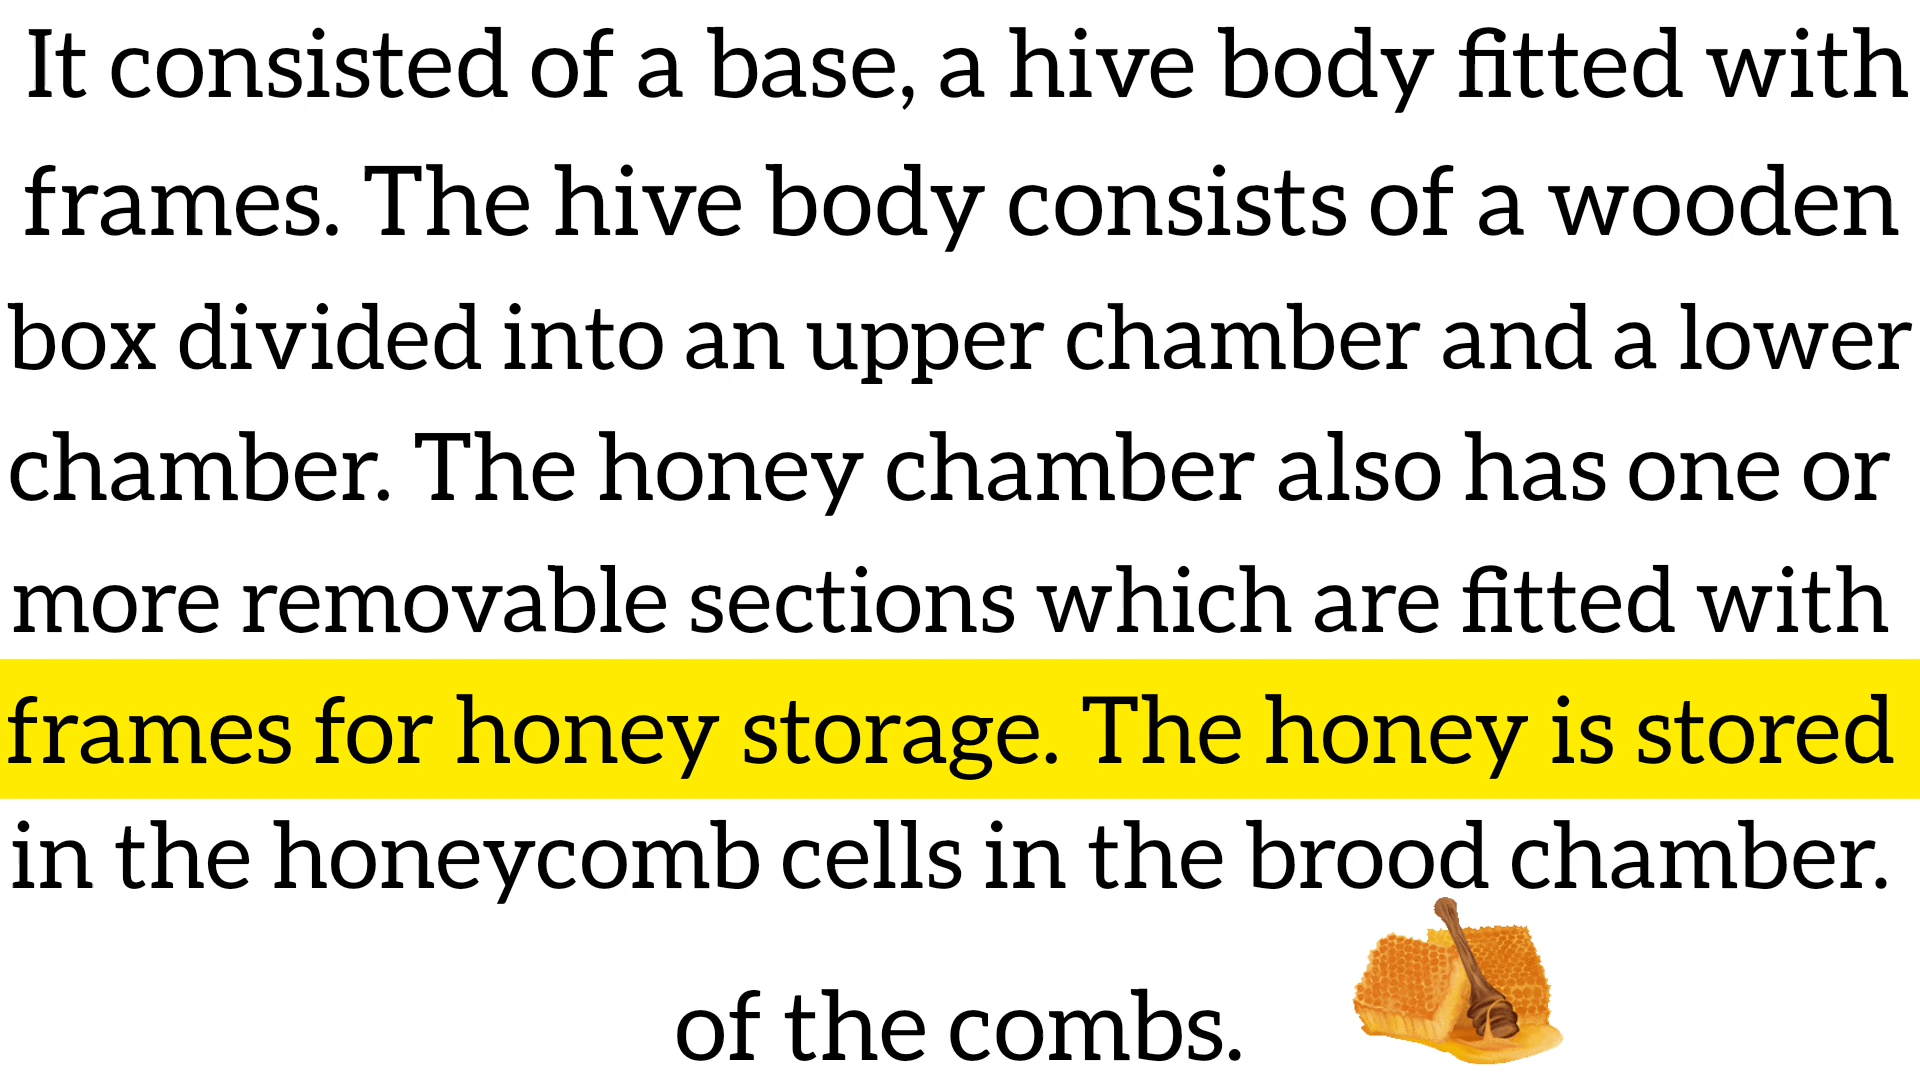 It consisted of a base, a hive body fitted with
frames. The hive body consists of a wooden
box divided into an upper chamber and a lower
chamber. The honey chamber also has one or
more removable sections which are fitted with
frames for honey storage. The honey is stored
in the honeycomb cells in the brood chamber.
of the combs.